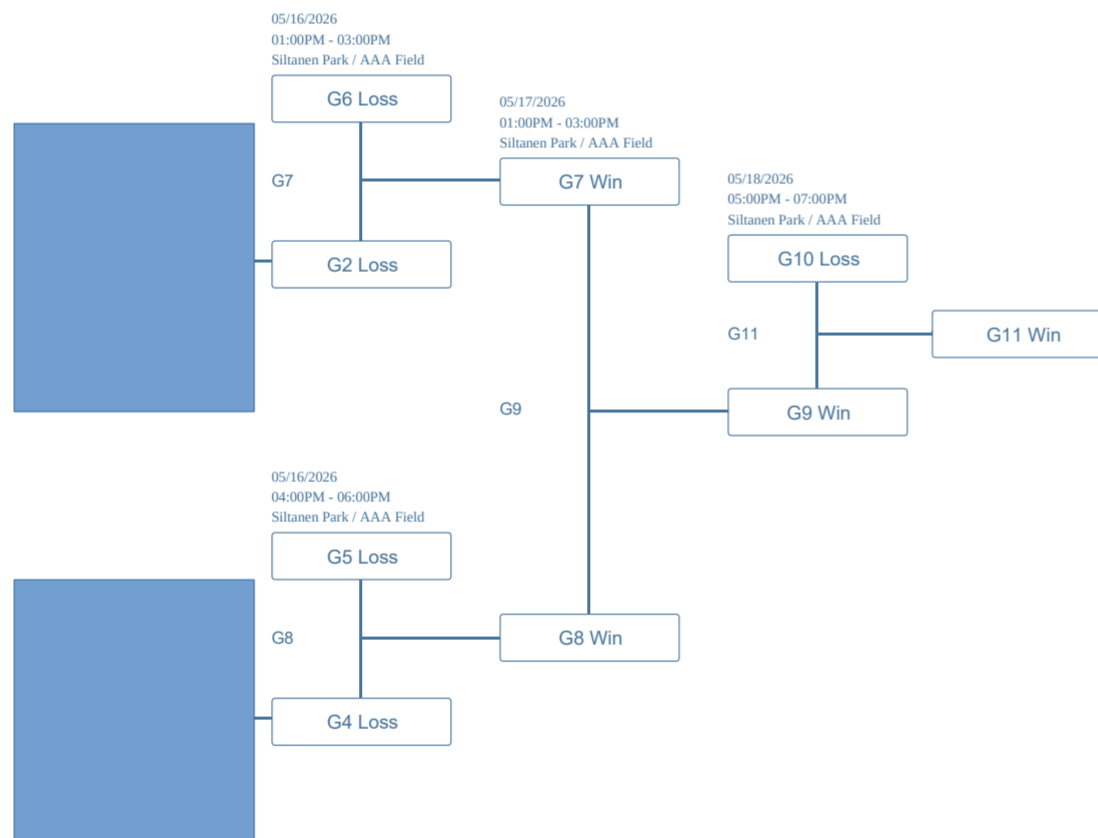 05/16/2026
01:00PM - 03:00PM
Siltanen Park / AAA Field
G6 Loss
G7
G2 Loss
05/17/2026
01:00PM - 03:00PM
Siltanen Park / AAA Field
G7 Win
05/18/2026
05:00PM - 07:00PM
Siltanen Park / AAA Field
G10 Loss
G11
G11 Win
G9 Win
G9
05/16/2026
04:00PM - 06:00PM
Siltanen Park / AAA Field
G5 Loss
G8
G8 Win
G4 Loss